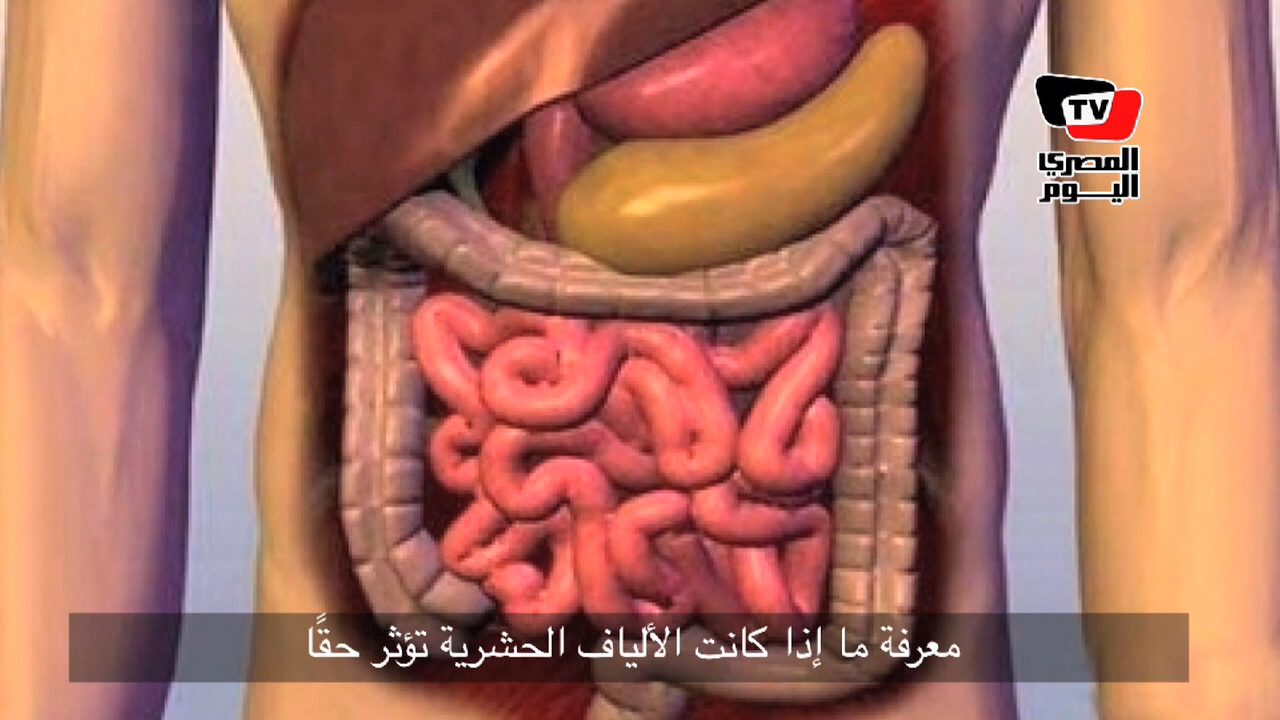 TV
المصري
اليوم
معرفة ما إذا كانت الألياف الحشرية تؤثر حقًا